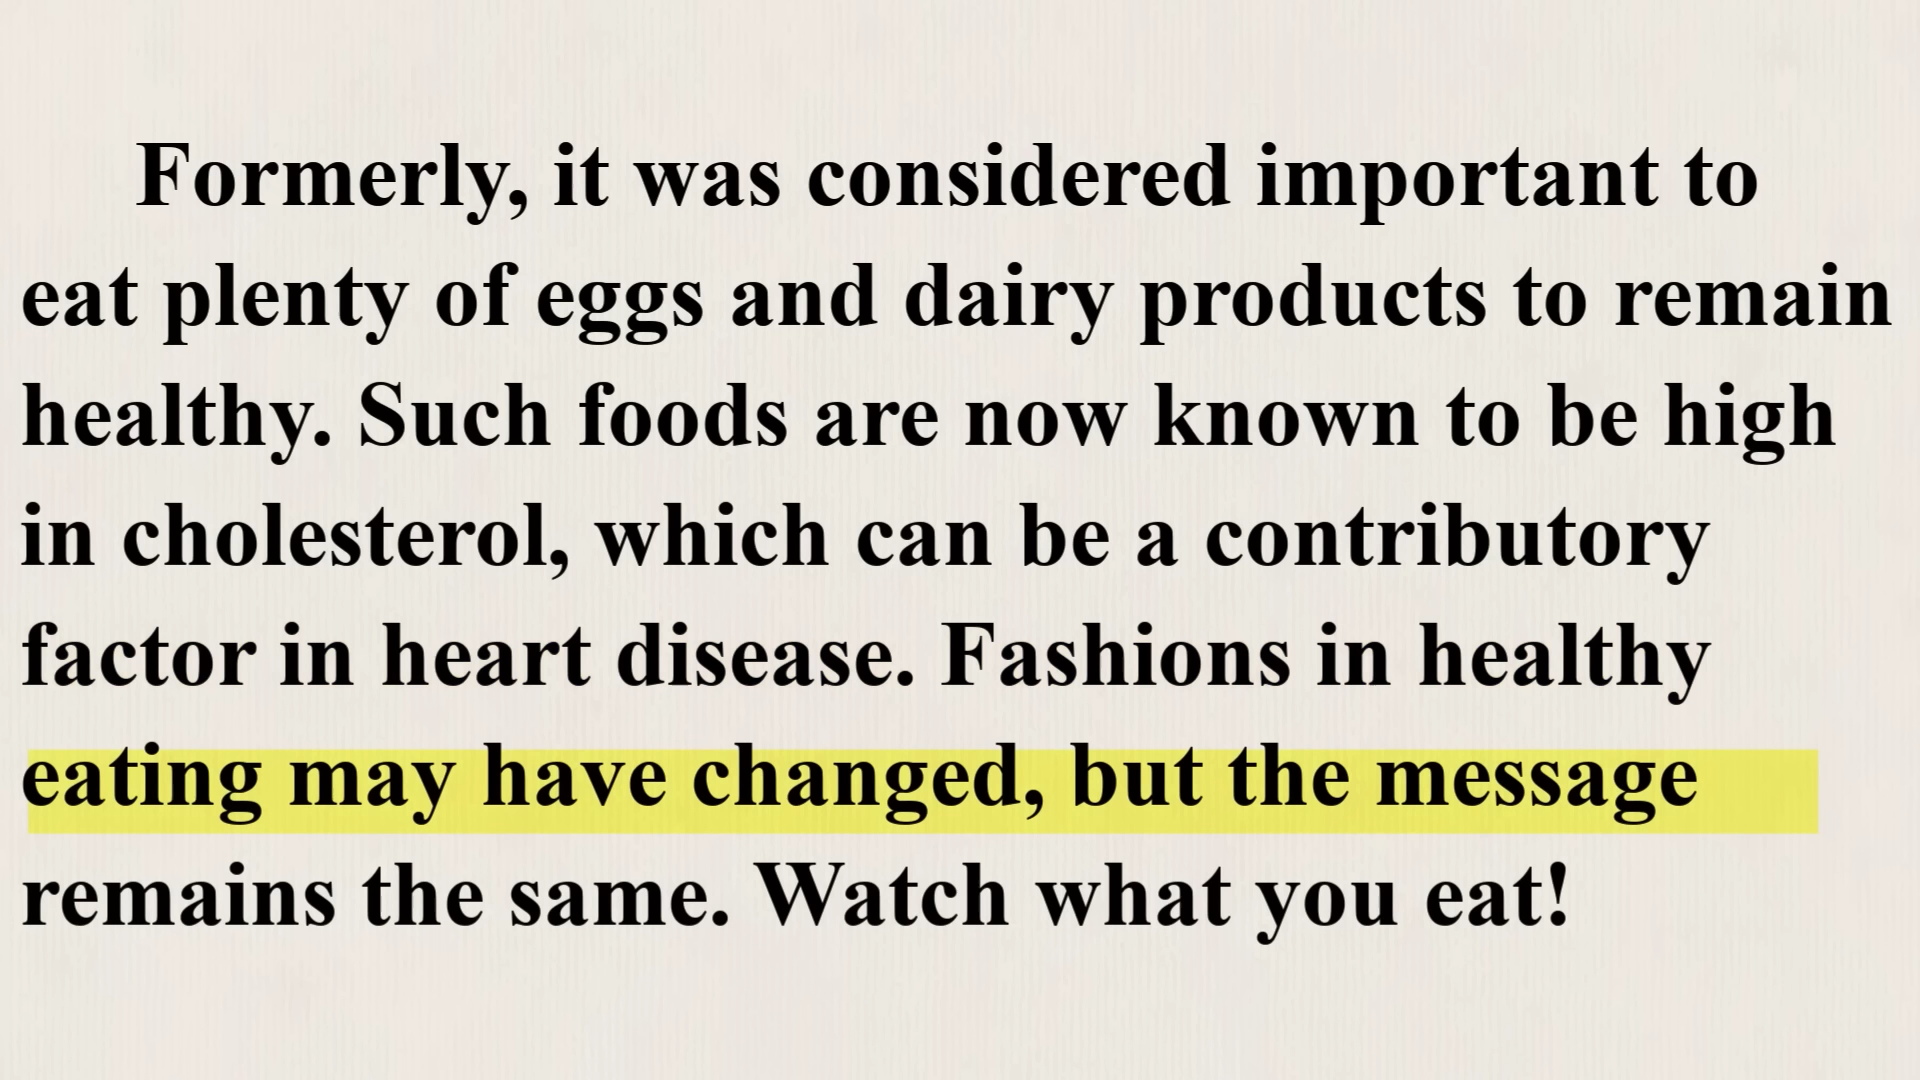 Formerly, it was considered important to
eat plenty of eggs and dairy products to remain
healthy. Such foods are now known to be high
in cholesterol, which can be a contributory
factor in heart disease. Fashions in healthy
eating may have changed, but the message
remains the same. Watch what you eat!